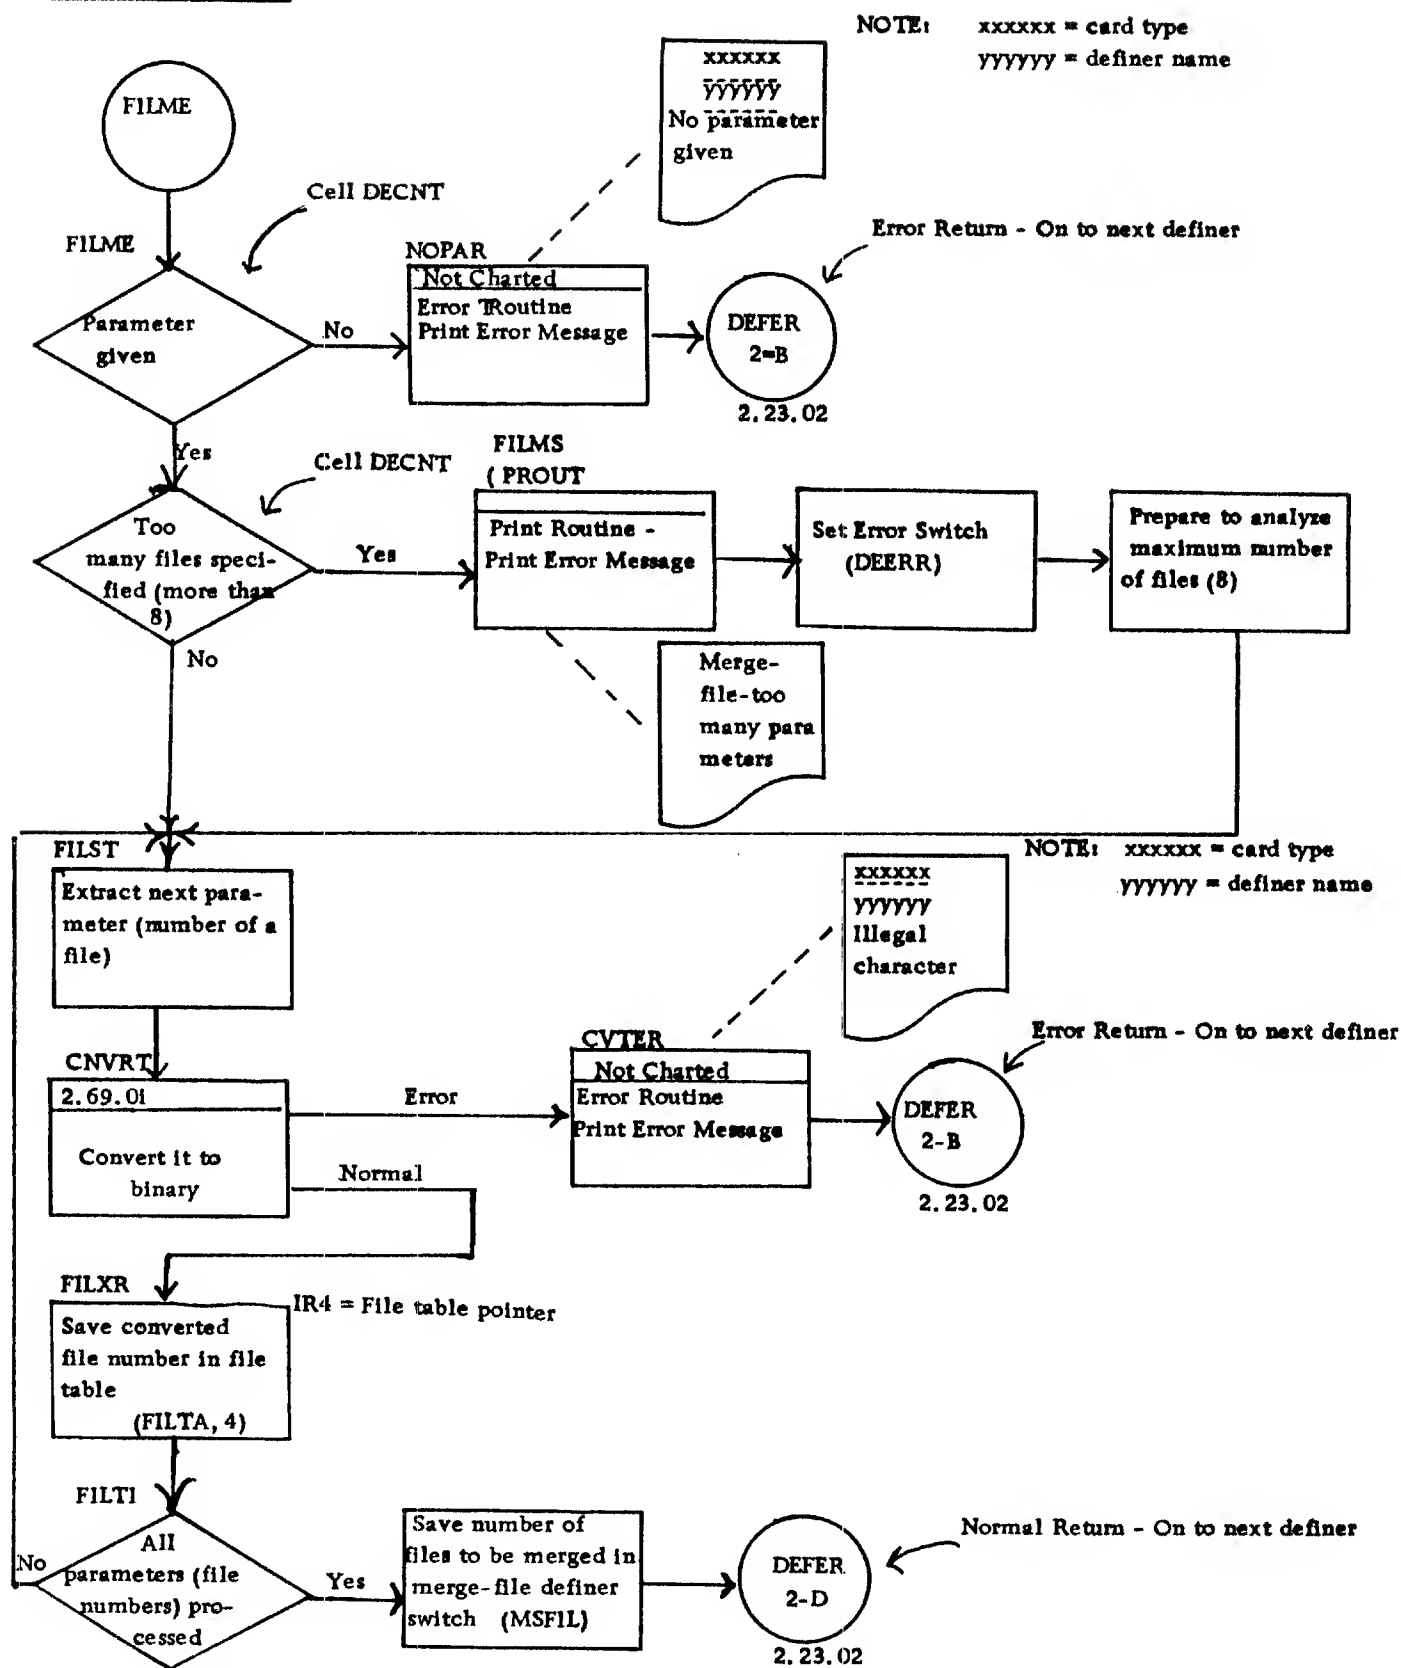 NOTE: xxxxxx = card type
yyyyyy = definer name
FILME
xxxxxx
yyyyyy
No parameter
given
Cell DECNT
FILME
Error Return - On to next definer
NOPAR
Not Charted
Error TRoutine
Print Error Message
Parameter
given
No
DEFER
2=B
2.23.02
Yes
Cell DECNT
FILMS
( PROUT
Too
many files speci-
fied (more than
8)
Yes
Print Routine -
Print Error Message
Set Error Switch
(DEERR)
Prepare to analyze
maximum number
of files (8)
No
Merge-
file-too
many para
meters
FILST
NOTE: xxxxxx = card type
yyyyyy = definer name
Extract next para-
meter (number of a
file)
xxxxxx
yyyyyy
Illegal
character
CNVRT
2.69.01
Convert it to
binary
Error
CVTER
Not Charted
Error Routine
Print Error Message
Error Return - On to next definer
DEFER
2-B
2.23.02
Normal
FILXR
IR4 = File table pointer
Save converted
file number in file
table
(FILTA, 4)
FILTI
All
parameters (file
numbers) pro-
cessed
No
Yes
Save number of
files to be merged in
merge-file definer
switch (MSFIL)
DEFER
2-D
2.23.02
Normal Return - On to next definer